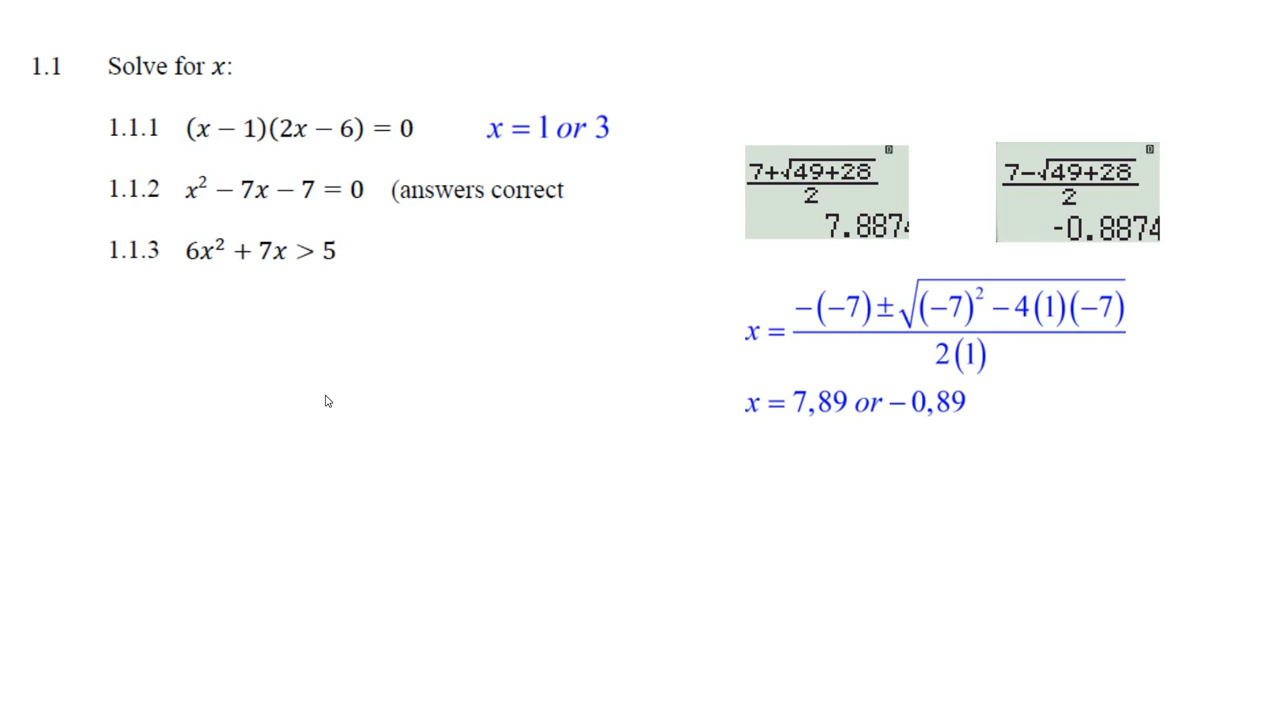 1.1 Solve for x:
1.1.1 (x − 1)(2x − 6) = 0 x = 1 or 3
1.1.2 x² − 7x − 7 = 0 (answers correct
1.1.3 6x² + 7x > 5
7+√49+28
2
7.8874
7−√49+28
2
-0.8874
x = −(−7) ± √(−7)² − 4(1)(−7)
2(1)
x = 7,89 or − 0,89